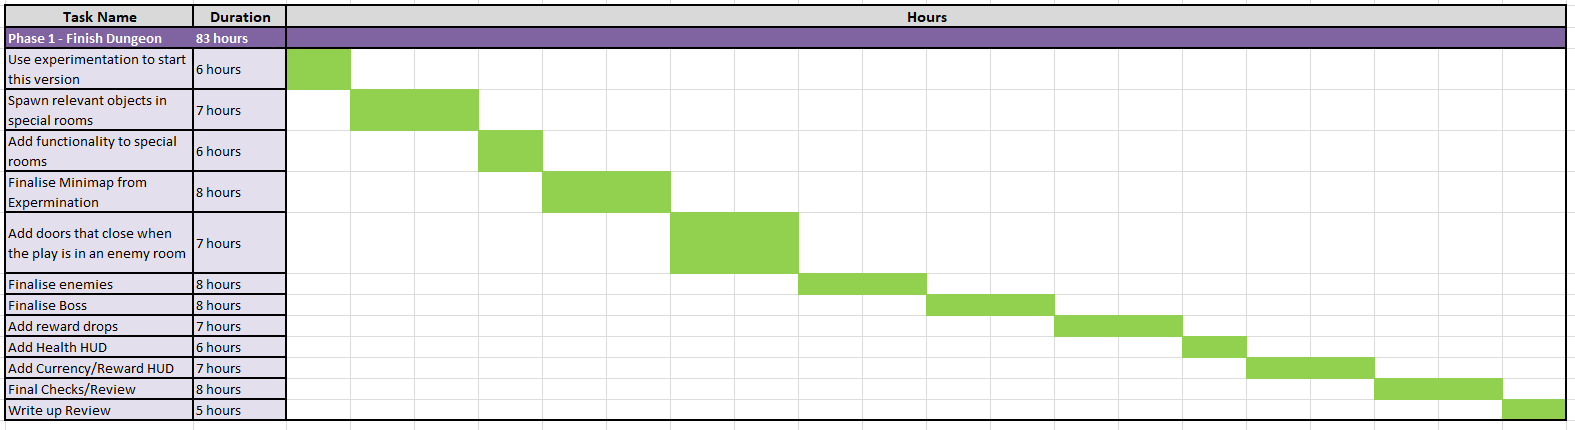 Task Name Duration Hours
Phase 1 - Finish Dungeon 83 hours
Use experimentation to start
this version
6 hours
Spawn relevant objects in
special rooms
7 hours
Add functionality to special
rooms
6 hours
Finalise Minimap from
Expermination
8 hours
Add doors that close when
the play is in an enemy room
7 hours
Finalise enemies 8 hours
Finalise Boss 8 hours
Add reward drops 7 hours
Add Health HUD 6 hours
Add Currency/Reward HUD 7 hours
Final Checks/Review 8 hours
Write up Review 5 hours